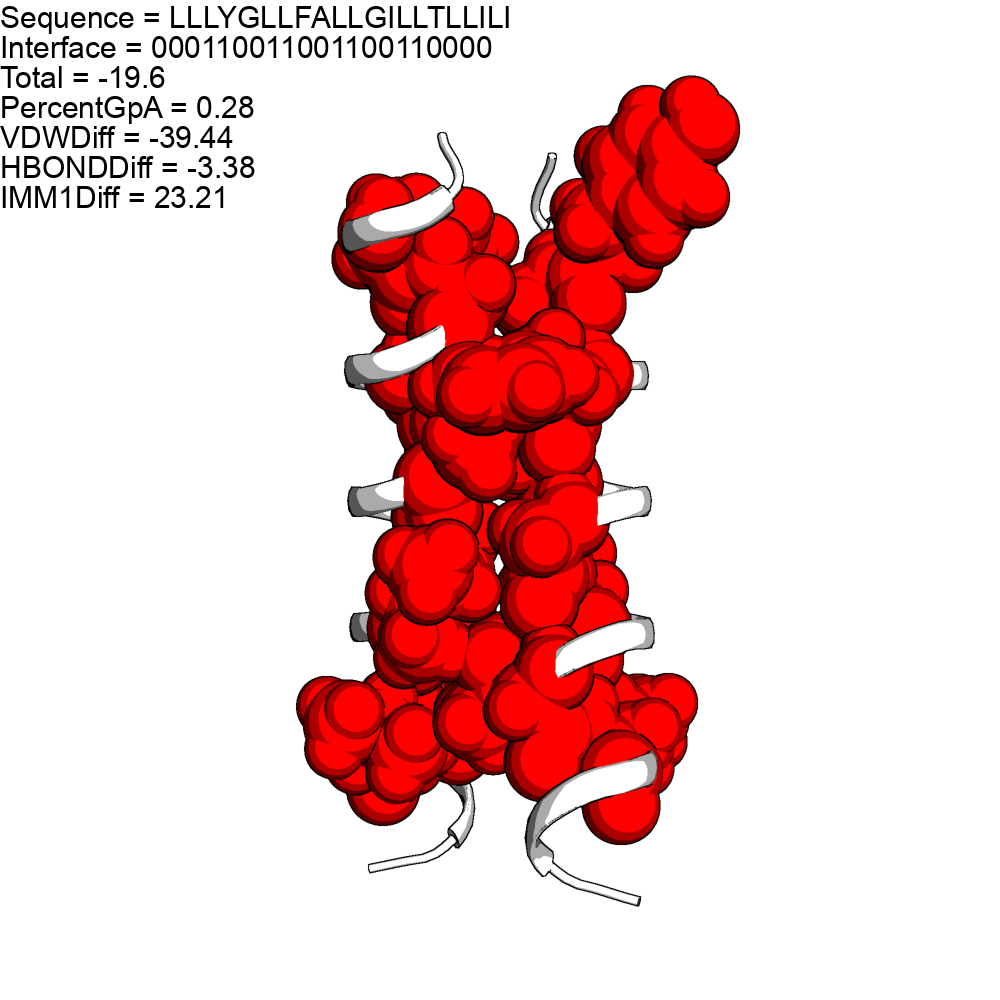 Sequence = LLLYGLLFALLGILLTLLILI
Interface = 000110011001100110000
Total = -19.6
PercentGpA = 0.28
VDWDiff = -39.44
HBONDDiff = -3.38
IMM1Diff = 23.21